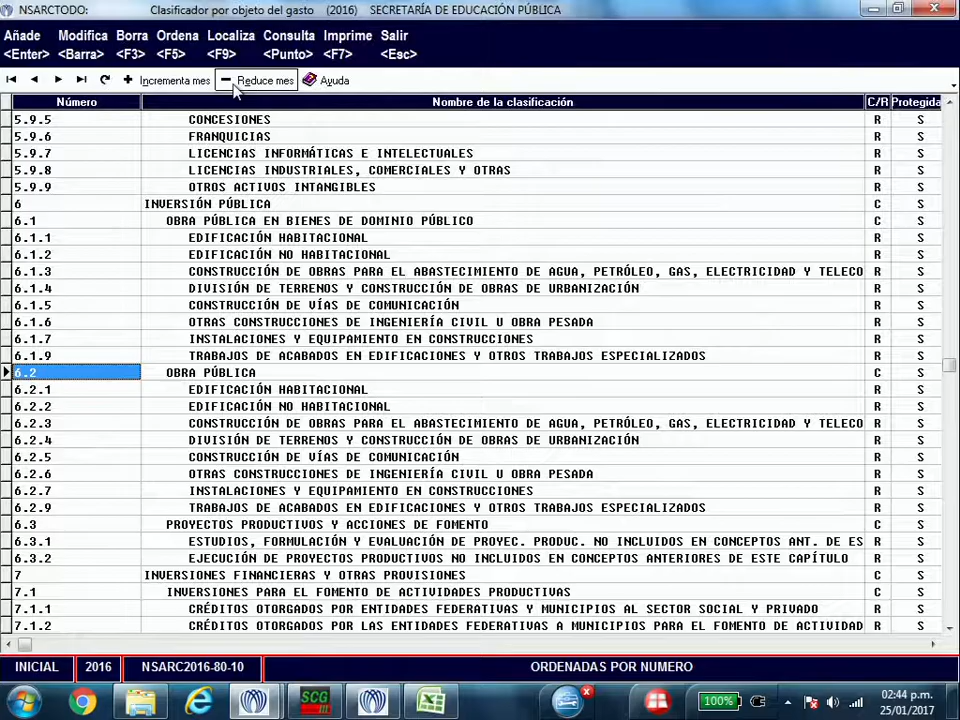 NSARCTODO: Clasificador por objeto del gasto (2016) SECRETARÍA DE EDUCACIÓN PÚBLICA
Añade Modifica Borra Ordena Localiza Consulta Imprime Salir
<Enter> <Barra> <F3> <F5> <F9> <Punto> <F7> <Esc>
Incrementa mes Reduce mes Ayuda
Número Nombre de la clasificación C/R Protegida
5.9.5 CONCESIONES R S
5.9.6 FRANQUICIAS R S
5.9.7 LICENCIAS INFORMÁTICAS E INTELECTUALES R S
5.9.8 LICENCIAS INDUSTRIALES, COMERCIALES Y OTRAS R S
5.9.9 OTROS ACTIVOS INTANGIBLES R S
6 INVERSIÓN PÚBLICA C S
6.1 OBRA PÚBLICA EN BIENES DE DOMINIO PÚBLICO C S
6.1.1 EDIFICACIÓN HABITACIONAL R S
6.1.2 EDIFICACIÓN NO HABITACIONAL R S
6.1.3 CONSTRUCCIÓN DE OBRAS PARA EL ABASTECIMIENTO DE AGUA, PETRÓLEO, GAS, ELECTRICIDAD Y TELECO R S
6.1.4 DIVISIÓN DE TERRENOS Y CONSTRUCCIÓN DE OBRAS DE URBANIZACIÓN R S
6.1.5 CONSTRUCCIÓN DE VÍAS DE COMUNICACIÓN R S
6.1.6 OTRAS CONSTRUCCIONES DE INGENIERÍA CIVIL U OBRA PESADA R S
6.1.7 INSTALACIONES Y EQUIPAMIENTO EN CONSTRUCCIONES R S
6.1.9 TRABAJOS DE ACABADOS EN EDIFICACIONES Y OTROS TRABAJOS ESPECIALIZADOS R S
6.2 OBRA PÚBLICA C S
6.2.1 EDIFICACIÓN HABITACIONAL R S
6.2.2 EDIFICACIÓN NO HABITACIONAL R S
6.2.3 CONSTRUCCIÓN DE OBRAS PARA EL ABASTECIMIENTO DE AGUA, PETRÓLEO, GAS, ELECTRICIDAD Y TELECO R S
6.2.4 DIVISIÓN DE TERRENOS Y CONSTRUCCIÓN DE OBRAS DE URBANIZACIÓN R S
6.2.5 CONSTRUCCIÓN DE VÍAS DE COMUNICACIÓN R S
6.2.6 OTRAS CONSTRUCCIONES DE INGENIERÍA CIVIL U OBRA PESADA R S
6.2.7 INSTALACIONES Y EQUIPAMIENTO EN CONSTRUCCIONES R S
6.2.9 TRABAJOS DE ACABADOS EN EDIFICACIONES Y OTROS TRABAJOS ESPECIALIZADOS R S
6.3 PROYECTOS PRODUCTIVOS Y ACCIONES DE FOMENTO C S
6.3.1 ESTUDIOS, FORMULACIÓN Y EVALUACIÓN DE PROYEC. PRODUC. NO INCLUIDOS EN CONCEPTOS ANT. DE ES R S
6.3.2 EJECUCIÓN DE PROYECTOS PRODUCTIVOS NO INCLUIDOS EN CONCEPTOS ANTERIORES DE ESTE CAPÍTULO R S
7 INVERSIONES FINANCIERAS Y OTRAS PROVISIONES C S
7.1 INVERSIONES PARA EL FOMENTO DE ACTIVIDADES PRODUCTIVAS C S
7.1.1 CRÉDITOS OTORGADOS POR ENTIDADES FEDERATIVAS Y MUNICIPIOS AL SECTOR SOCIAL Y PRIVADO R S
7.1.2 CRÉDITOS OTORGADOS POR LAS ENTIDADES FEDERATIVAS A MUNICIPIOS PARA EL FOMENTO DE ACTIVIDAD R S
INICIAL 2016 NSARC2016-80-10 ORDENADAS POR NUMERO
SCG 100% 02:44 p.m.
25/01/2017